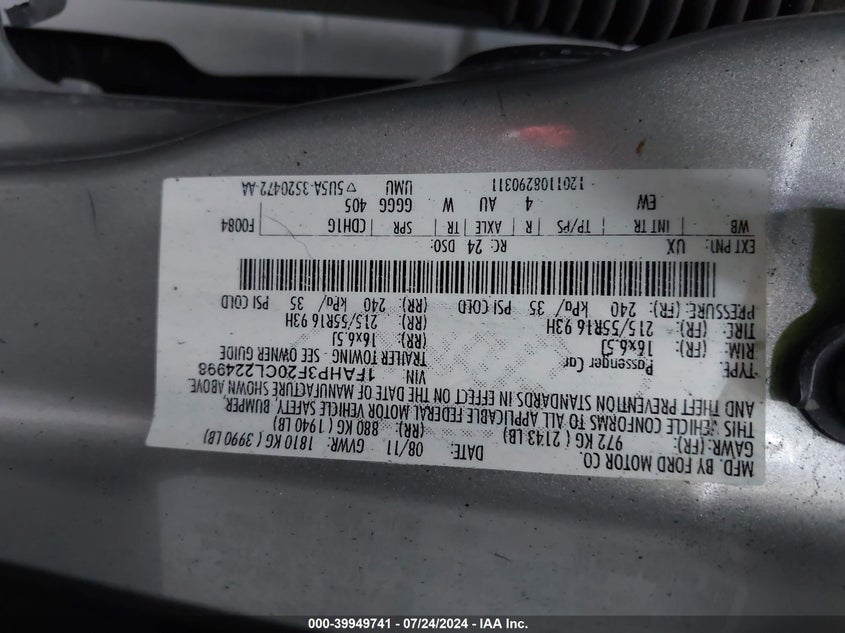 MFD. BY FORD MOTOR CO.
DATE: 08/11 GVWR: 1810 KG ( 3990 LB)
GAWR: (FR): 972 KG ( 2143 LB) (RR): 880 KG ( 1940 LB)
THIS VEHICLE CONFORMS TO ALL APPLICABLE FEDERAL MOTOR VEHICLE SAFETY, BUMPER,
AND THEFT PREVENTION STANDARDS IN EFFECT ON THE DATE OF MANUFACTURE SHOWN ABOVE.
VIN 1FAHP3F20CL224998
TYPE: Passenger Car TRAILER TOWING - SEE OWNER GUIDE
RIM: (FR): 16x6.5J (RR): 16x6.5J
TIRE: (FR): 215/55R16 93H (RR): 215/55R16 93H
PRESSURE: (FR): 240 kPa/ 35 PSI COLD (RR): 240 kPa/ 35 PSI COLD
EXT PNT: UX RC: 24 DSO:
WB | INT TR | TP/PS | R | AXLE | TR | SPR | CDH1G F0084
EW 4 AU W GGGG 405
1201108290311 UMU ▽5U5A-3520472-AA
000-39949741 / 07/24/2024 - IAA Inc.